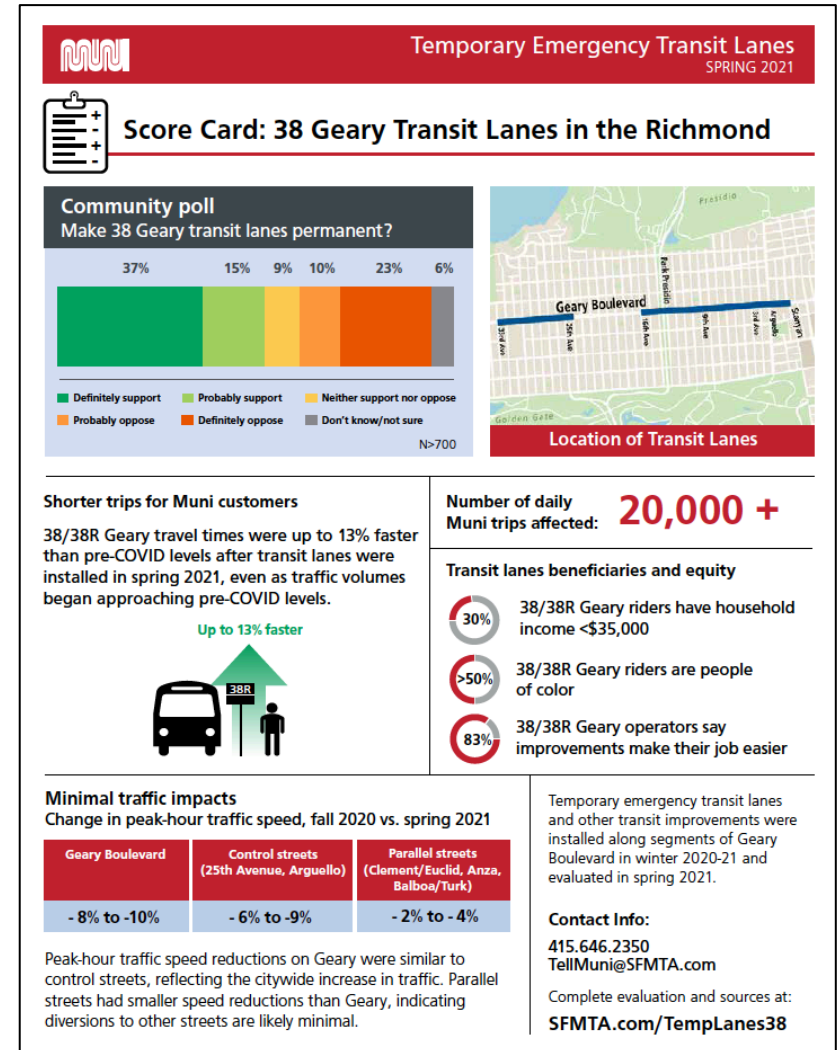 MUNI
Temporary Emergency Transit Lanes
SPRING 2021
Score Card: 38 Geary Transit Lanes in the Richmond
Community poll
Make 38 Geary transit lanes permanent?
37% 15% 9% 10% 23% 6%
Definitely support Probably support Neither support nor oppose
Probably oppose Definitely oppose Don't know/not sure
N>700
Presidio
Park Presidio
Geary Boulevard
33rd Ave
25th Ave
16th Ave
9th Ave
3rd Ave
Arguello
Stanyan
Golden Gate
Location of Transit Lanes
Shorter trips for Muni customers
38/38R Geary travel times were up to 13% faster
than pre-COVID levels after transit lanes were
installed in spring 2021, even as traffic volumes
began approaching pre-COVID levels.
Up to 13% faster
38R
Number of daily
Muni trips affected:
20,000 +
Transit lanes beneficiaries and equity
30%
38/38R Geary riders have household
income <$35,000
>50%
38/38R Geary riders are people
of color
83%
38/38R Geary operators say
improvements make their job easier
Minimal traffic impacts
Change in peak-hour traffic speed, fall 2020 vs. spring 2021
Geary Boulevard
Control streets
(25th Avenue, Arguello)
Parallel streets
(Clement/Euclid, Anza,
Balboa/Turk)
- 8% to -10%
- 6% to -9%
- 2% to - 4%
Peak-hour traffic speed reductions on Geary were similar to
control streets, reflecting the citywide increase in traffic. Parallel
streets had smaller speed reductions than Geary, indicating
diversions to other streets are likely minimal.
Temporary emergency transit lanes
and other transit improvements were
installed along segments of Geary
Boulevard in winter 2020-21 and
evaluated in spring 2021.
Contact Info:
415.646.2350
TellMuni@SFMTA.com
Complete evaluation and sources at:
SFMTA.com/TempLanes38